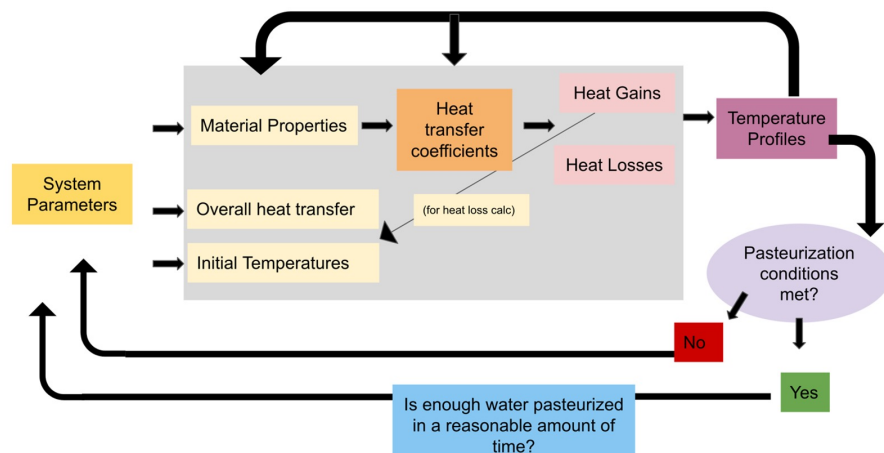 Material Properties
Heat
transfer
coefficients
Heat Gains
Heat Losses
Temperature
Profiles
System
Parameters
Overall heat transfer
(for heat loss calc)
Initial Temperatures
Pasteurization
conditions
met?
No
Yes
Is enough water pasteurized
in a reasonable amount of
time?